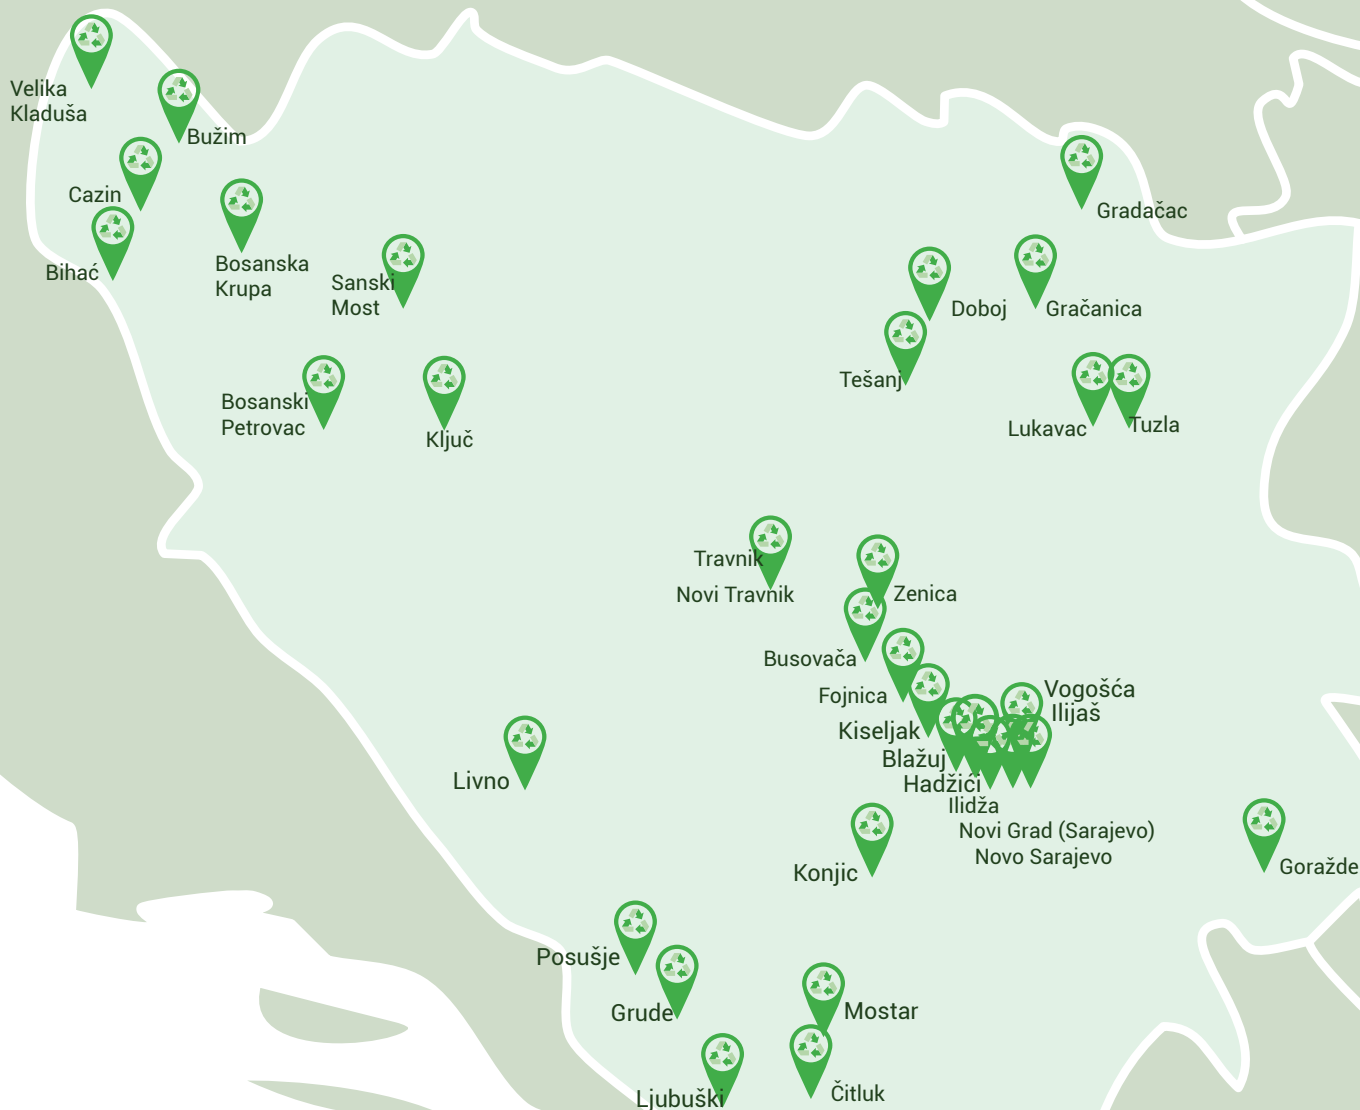 Velika
Kladuša
Bužim
Cazin
Bihać
Bosanska
Krupa
Sanski
Most
Bosanski
Petrovac
Ključ
Gradačac
Doboj
Gračanica
Tešanj
Lukavac
Tuzla
Travnik
Novi Travnik
Zenica
Busovača
Fojnica
Vogošća
Ilijaš
Kiseljak
Blažuj
Hadžići
Ilidža
Novi Grad (Sarajevo)
Novo Sarajevo
Livno
Konjic
Goražde
Posušje
Grude
Mostar
Čitluk
Ljubuški